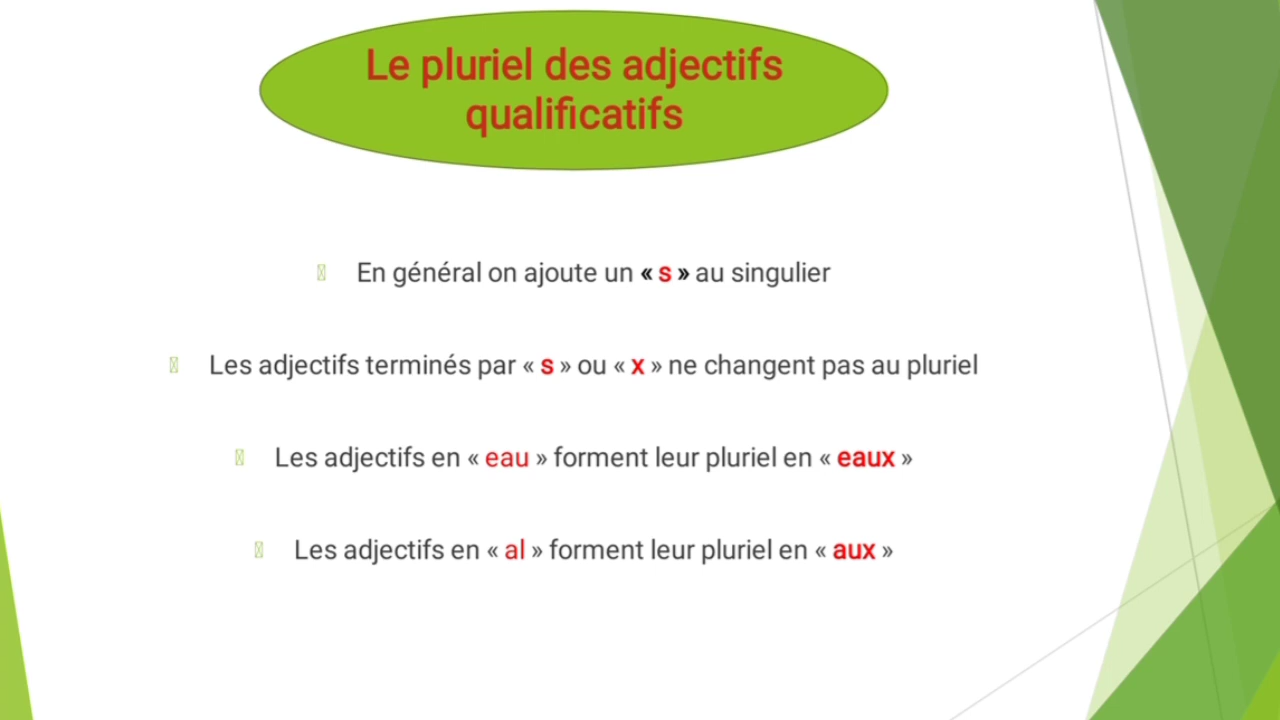 Le pluriel des adjectifs
qualificatifs
En général on ajoute un « s » au singulier
Les adjectifs terminés par « s » ou « x » ne changent pas au pluriel
Les adjectifs en « eau » forment leur pluriel en « eaux »
Les adjectifs en « al » forment leur pluriel en « aux »